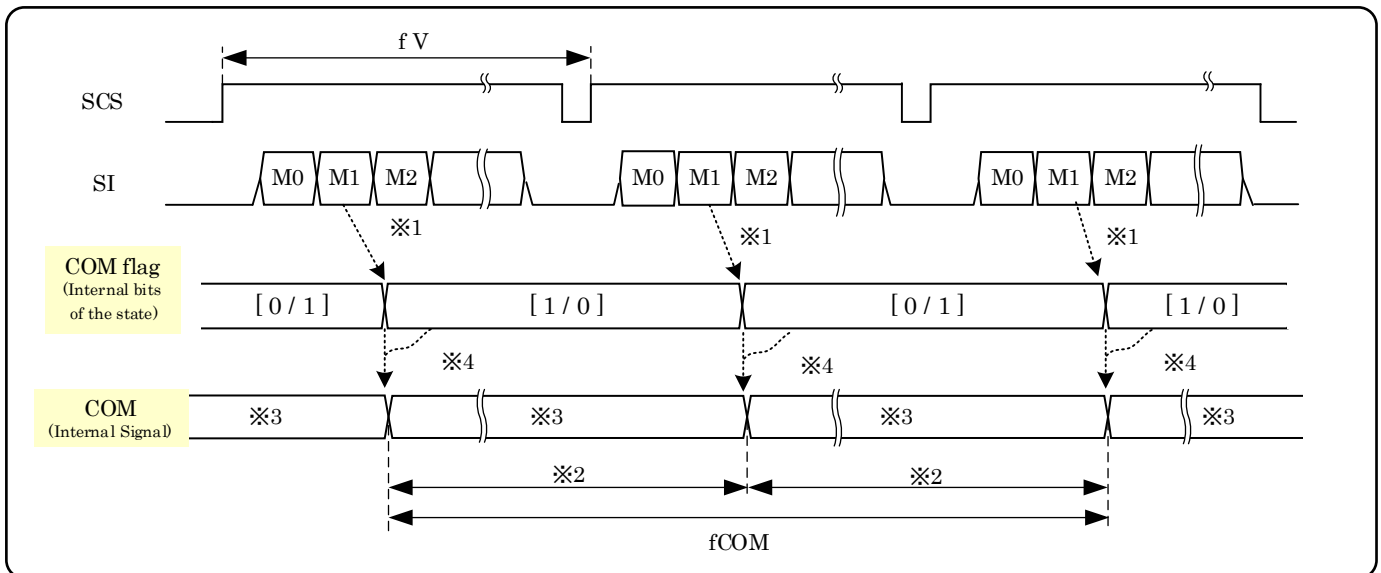 f V
SCS
SI
M0 M1 M2 M0 M1 M2 M0 M1 M2
※1 ※1 ※1
COM flag
(Internal bits
of the state)
[ 0 / 1 ] [ 1 / 0 ] [ 0 / 1 ] [ 1 / 0 ]
※4 ※4 ※4
COM
(Internal Signal)
※3 ※3 ※3 ※3
※2 ※2
fCOM